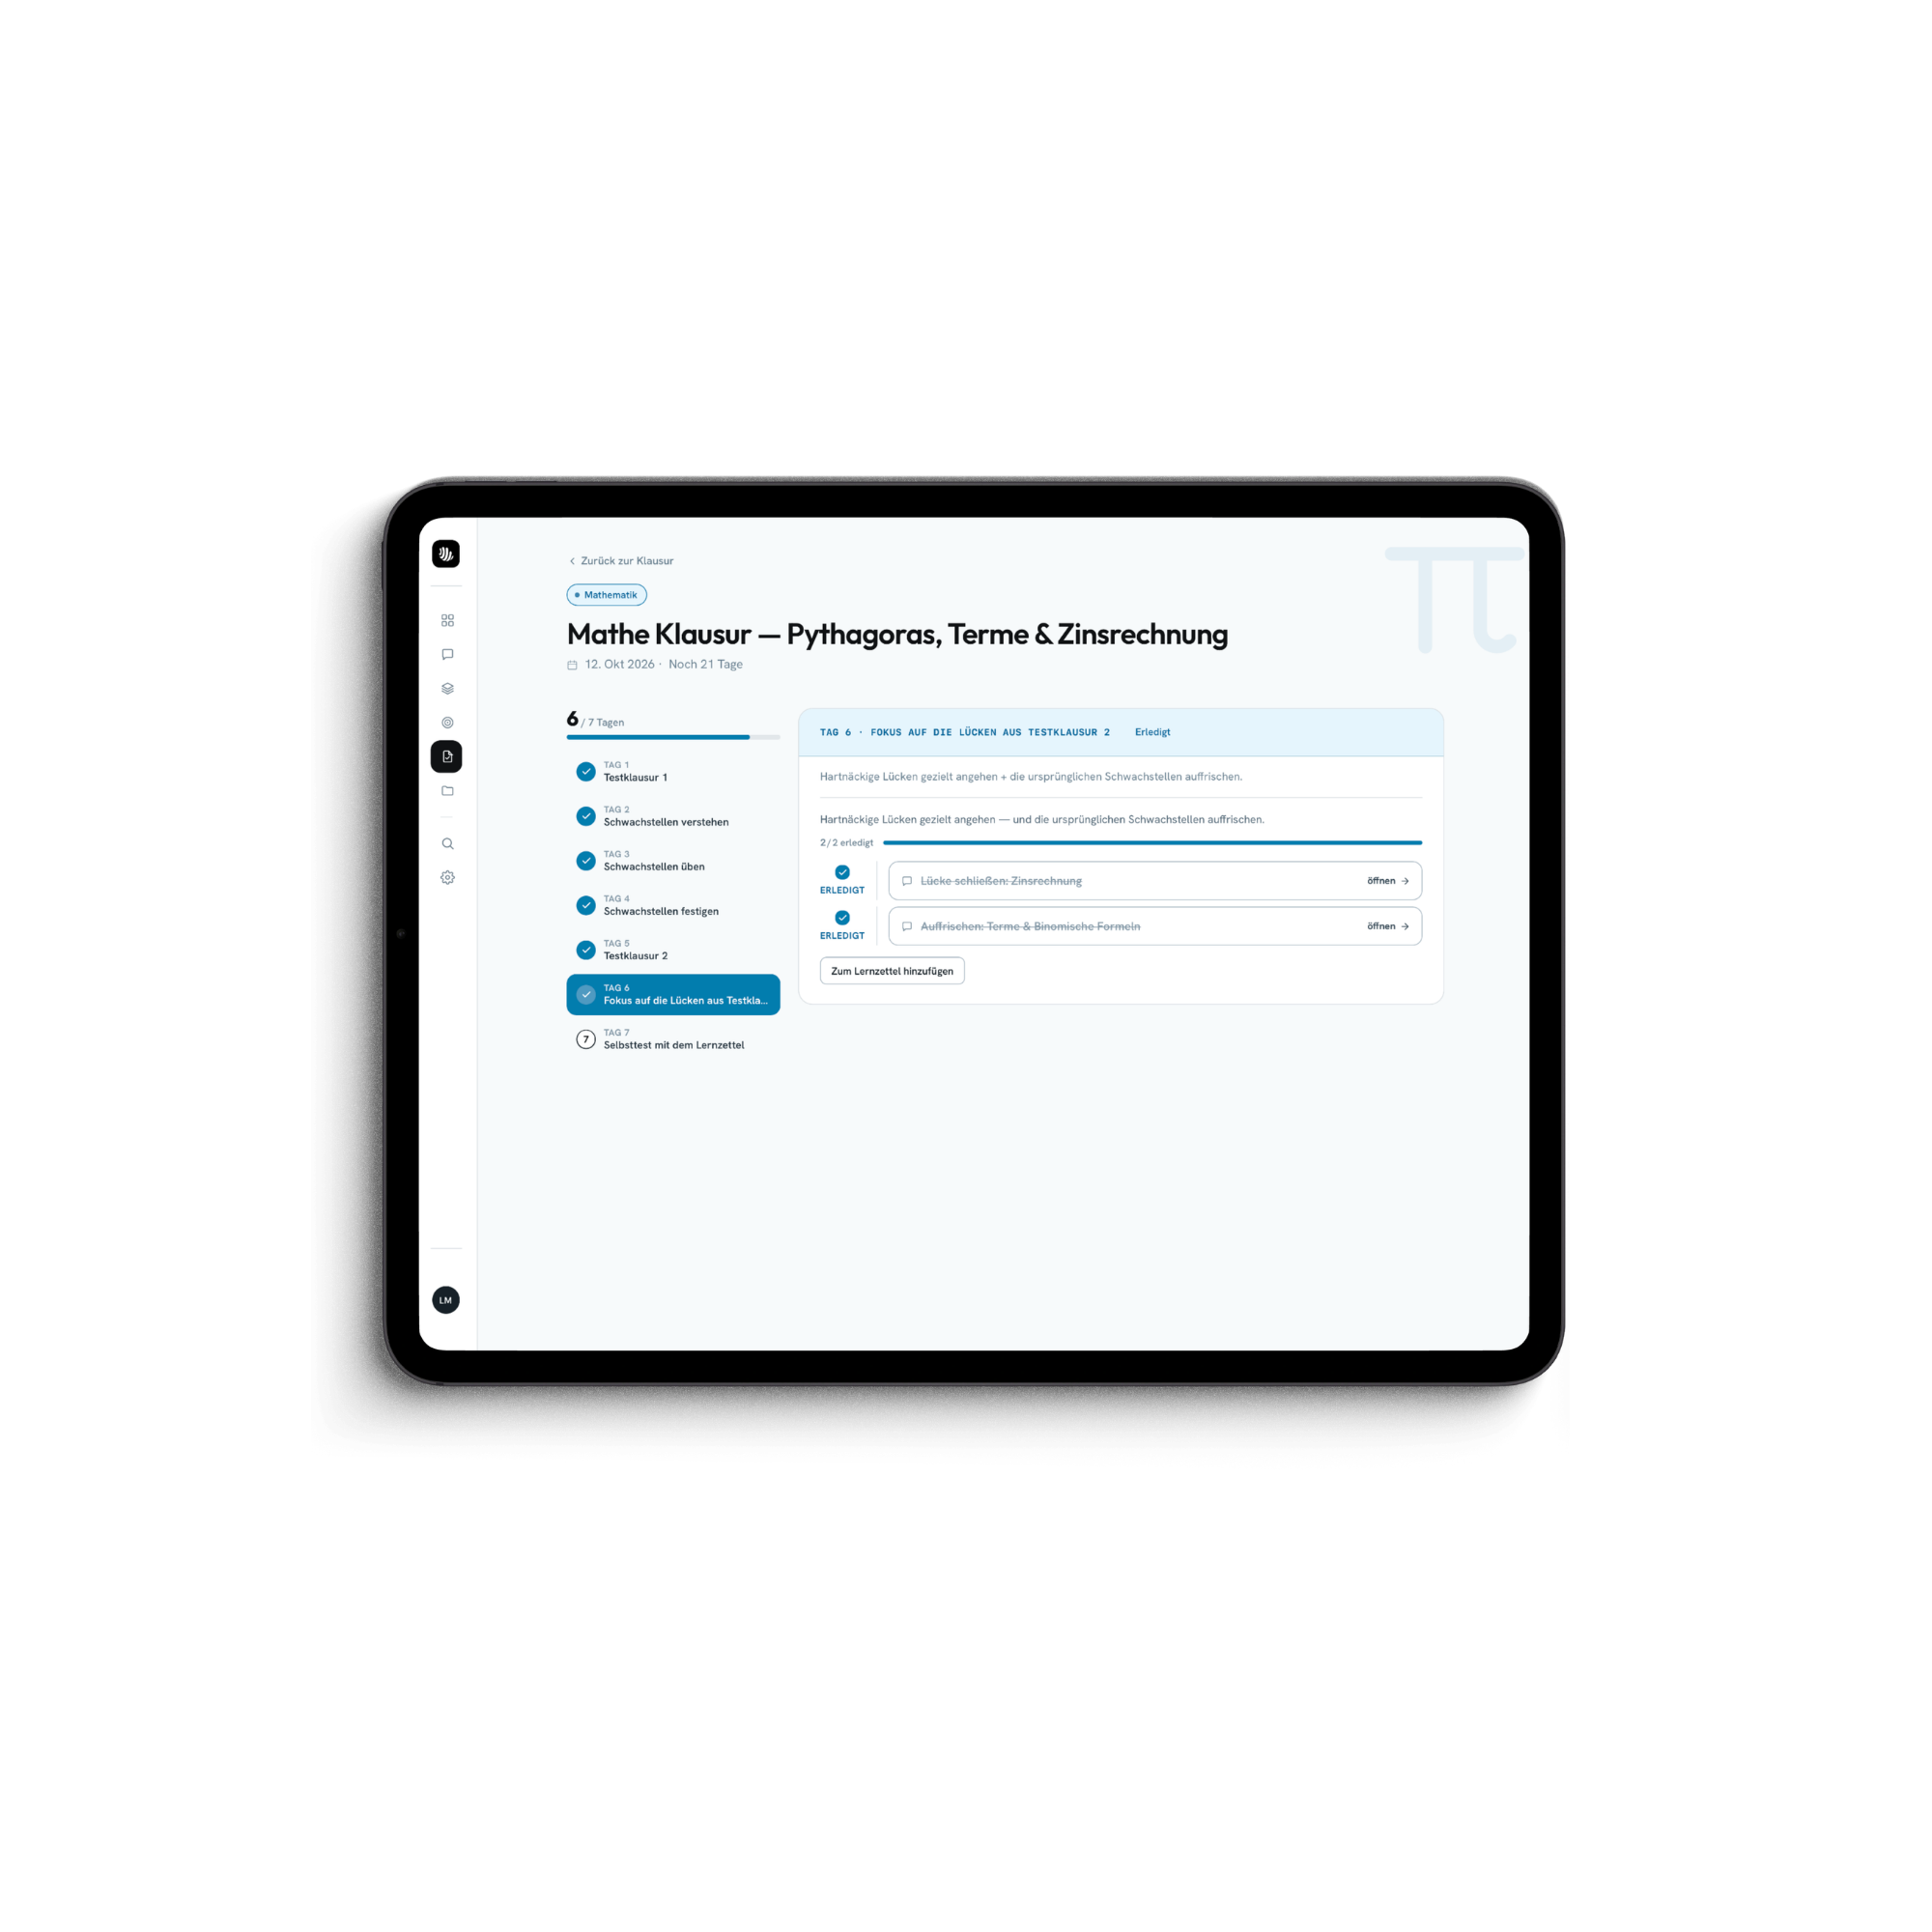 Zurück zur Klausur
Mathematik
Mathe Klausur — Pythagoras, Terme & Zinsrechnung
12. Okt 2026 · Noch 21 Tage
6 / 7 Tagen
TAG 1
Testklausur 1
TAG 2
Schwachstellen verstehen
TAG 3
Schwachstellen üben
TAG 4
Schwachstellen festigen
TAG 5
Testklausur 2
TAG 6
Fokus auf die Lücken aus Testkla...
7
TAG 7
Selbsttest mit dem Lernzettel
TAG 6 · FOKUS AUF DIE LÜCKEN AUS TESTKLAUSUR 2 Erledigt
Hartnäckige Lücken gezielt angehen + die ursprünglichen Schwachstellen auffrischen.
Hartnäckige Lücken gezielt angehen — und die ursprünglichen Schwachstellen auffrischen.
2/2 erledigt
ERLEDIGT
Lücke schließen: Zinsrechnung
öffnen →
ERLEDIGT
Auffrischen: Terme & Binomische Formeln
öffnen →
Zum Lernzettel hinzufügen
π
LM